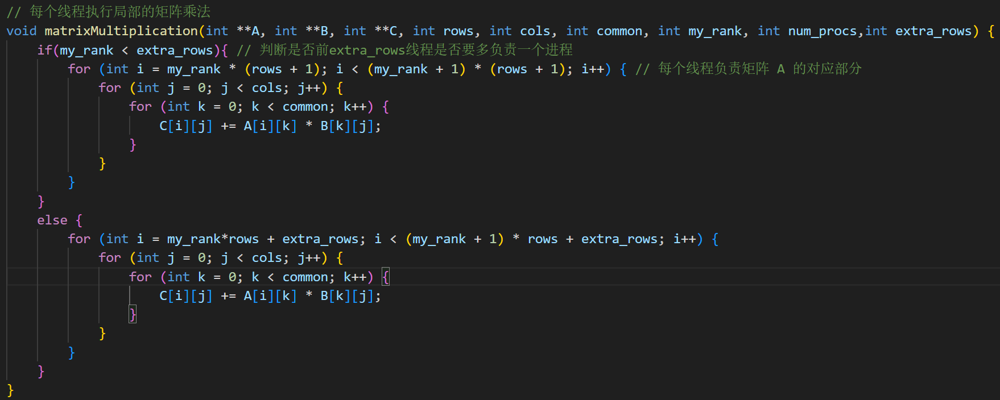 // 每个线程执行局部的矩阵乘法
void matrixMultiplication(int **A, int **B, int **C, int rows, int cols, int common, int my_rank, int num_procs,int extra_rows) {
    if(my_rank < extra_rows){ // 判断是否前extra_rows线程是否要多负责一个进程
        for (int i = my_rank * (rows + 1); i < (my_rank + 1) * (rows + 1); i++) { // 每个线程负责矩阵 A 的对应部分
            for (int j = 0; j < cols; j++) {
                for (int k = 0; k < common; k++) {
                    C[i][j] += A[i][k] * B[k][j];
                }
            }
        }
    }
    else {
        for (int i = my_rank*rows + extra_rows; i < (my_rank + 1) * rows + extra_rows; i++) {
            for (int j = 0; j < cols; j++) {
                for (int k = 0; k < common; k++) {
                    C[i][j] += A[i][k] * B[k][j];
                }
            }
        }
    }
}